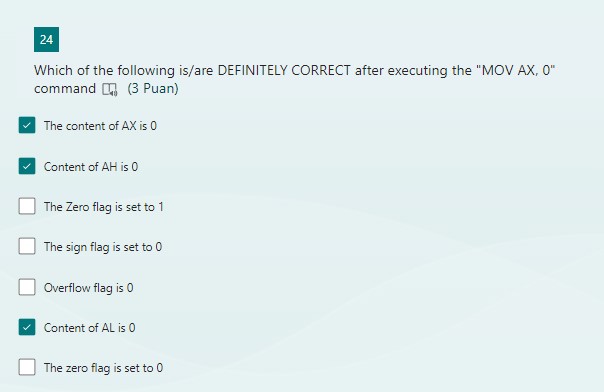 24
Which of the following is/are DEFINITELY CORRECT after executing the "MOV AX, 0"
command (3 Puan)
The content of AX is 0
Content of AH is 0
The Zero flag is set to 1
The sign flag is set to 0
Overflow flag is 0
Content of AL is 0
The zero flag is set to 0